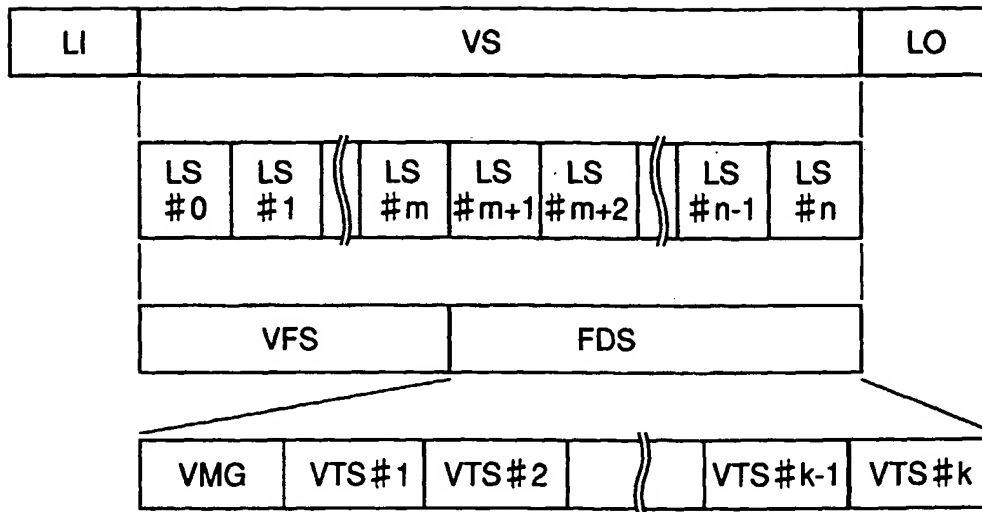 LI VS LO
LS LS LS LS LS LS LS
#0 #1 #m #m+1 #m+2 #n-1 #n
VFS FDS
VMG VTS#1 VTS#2 VTS#k-1 VTS#k